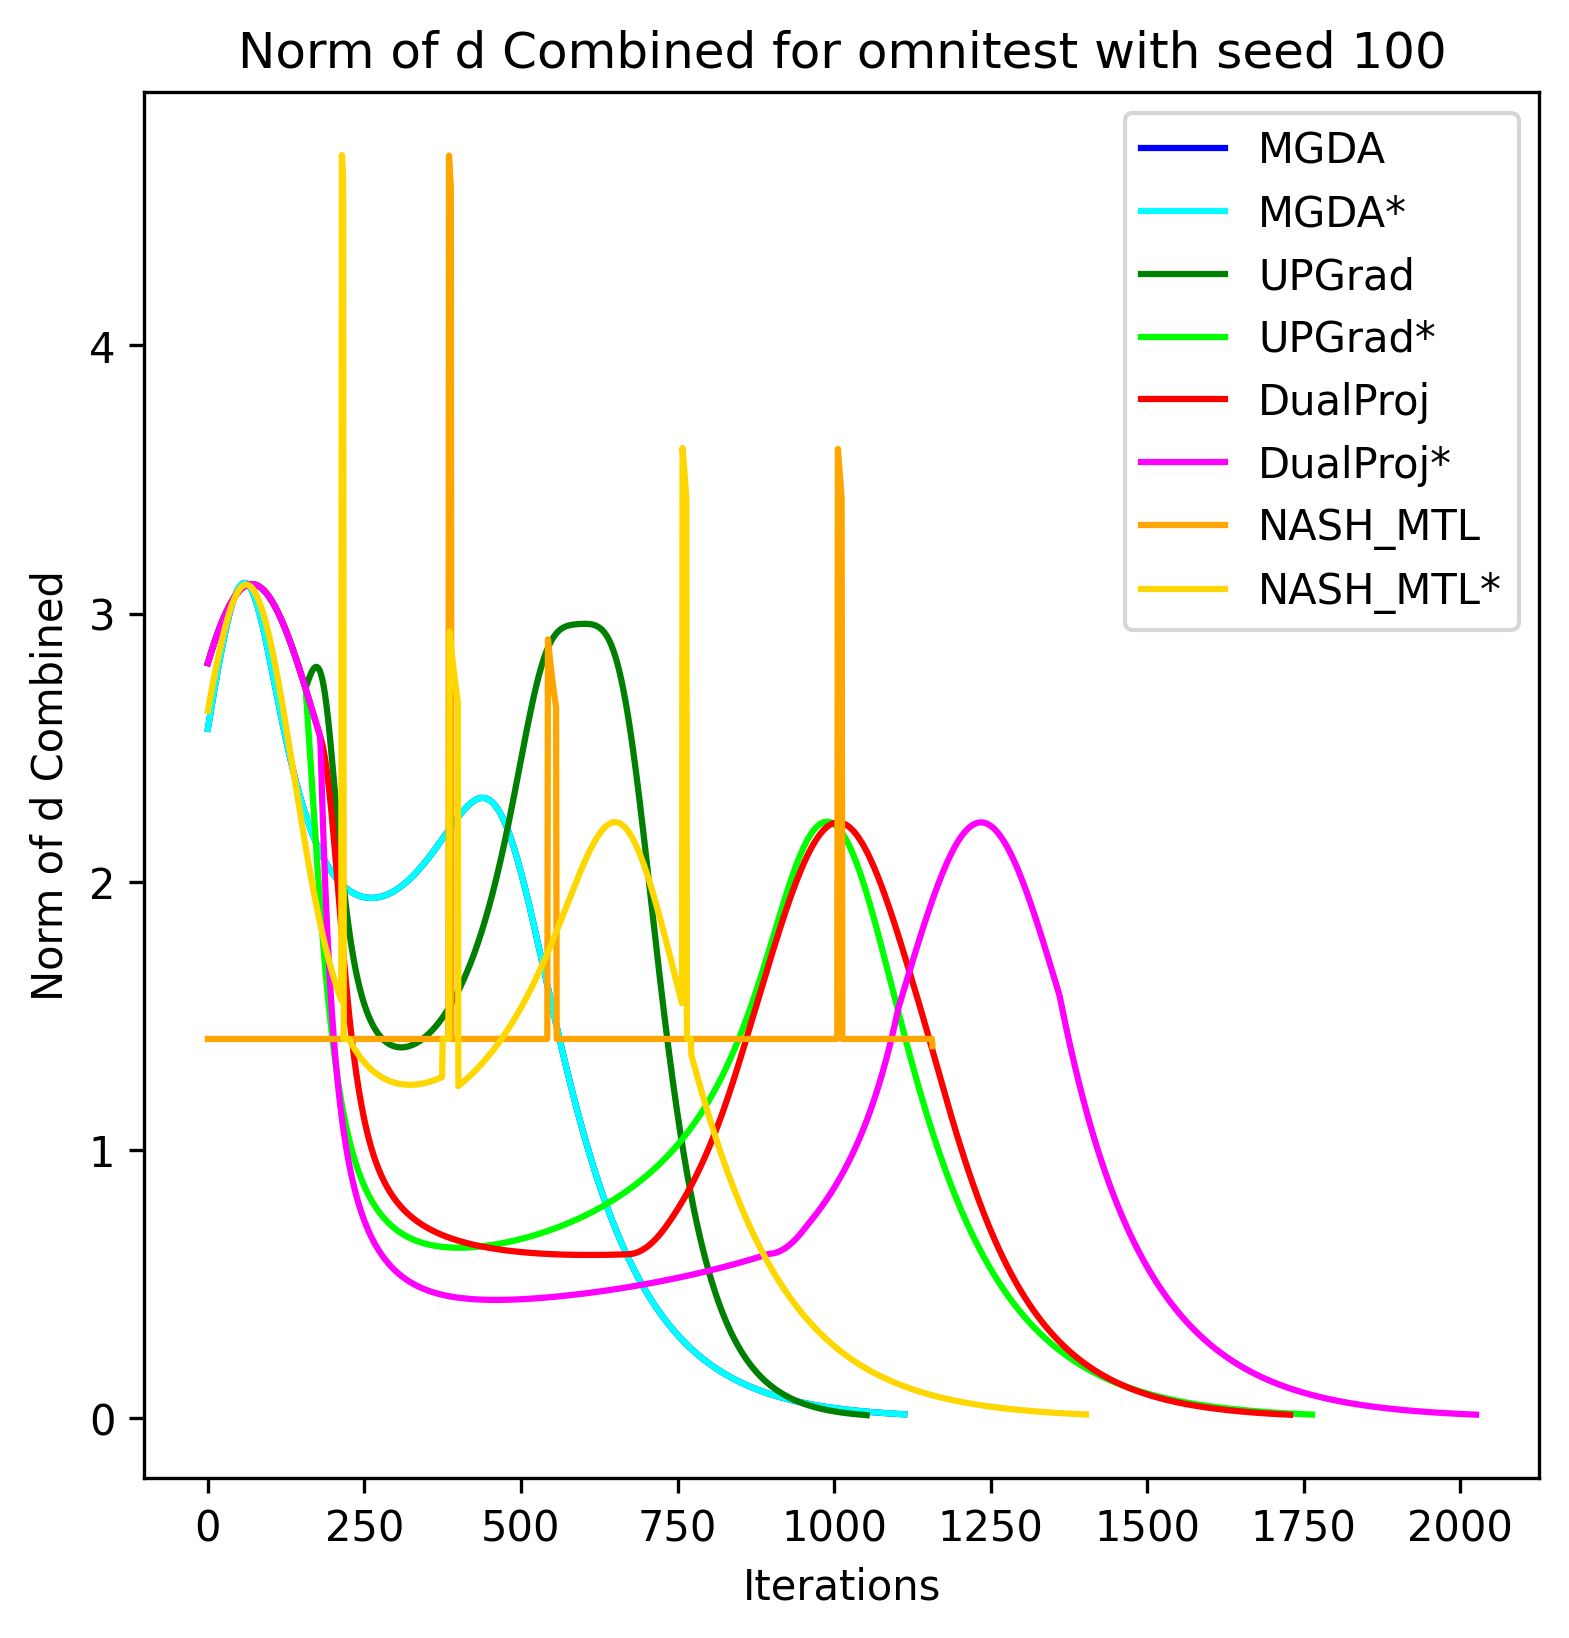 Norm of d Combined for omnitest with seed 100
MGDA
MGDA*
UPGrad
UPGrad*
DualProj
DualProj*
NASH_MTL
NASH_MTL*
Norm of d Combined
4
3
2
1
0
0 250 500 750 1000 1250 1500 1750 2000
Iterations